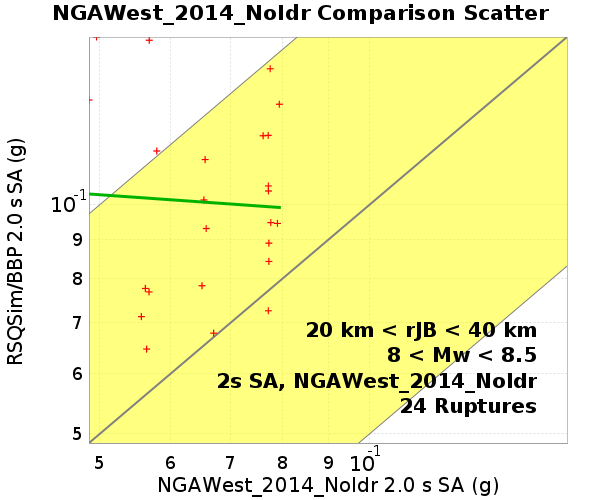 NGAWest_2014_NoIdr Comparison Scatter
RSQSim/BBP 2.0 s SA (g)
10-1
9
8
7
6
5
20 km < rJB < 40 km
8 < Mw < 8.5
2s SA, NGAWest_2014_NoIdr
24 Ruptures
5 6 7 8 9 10-1
NGAWest_2014_NoIdr 2.0 s SA (g)